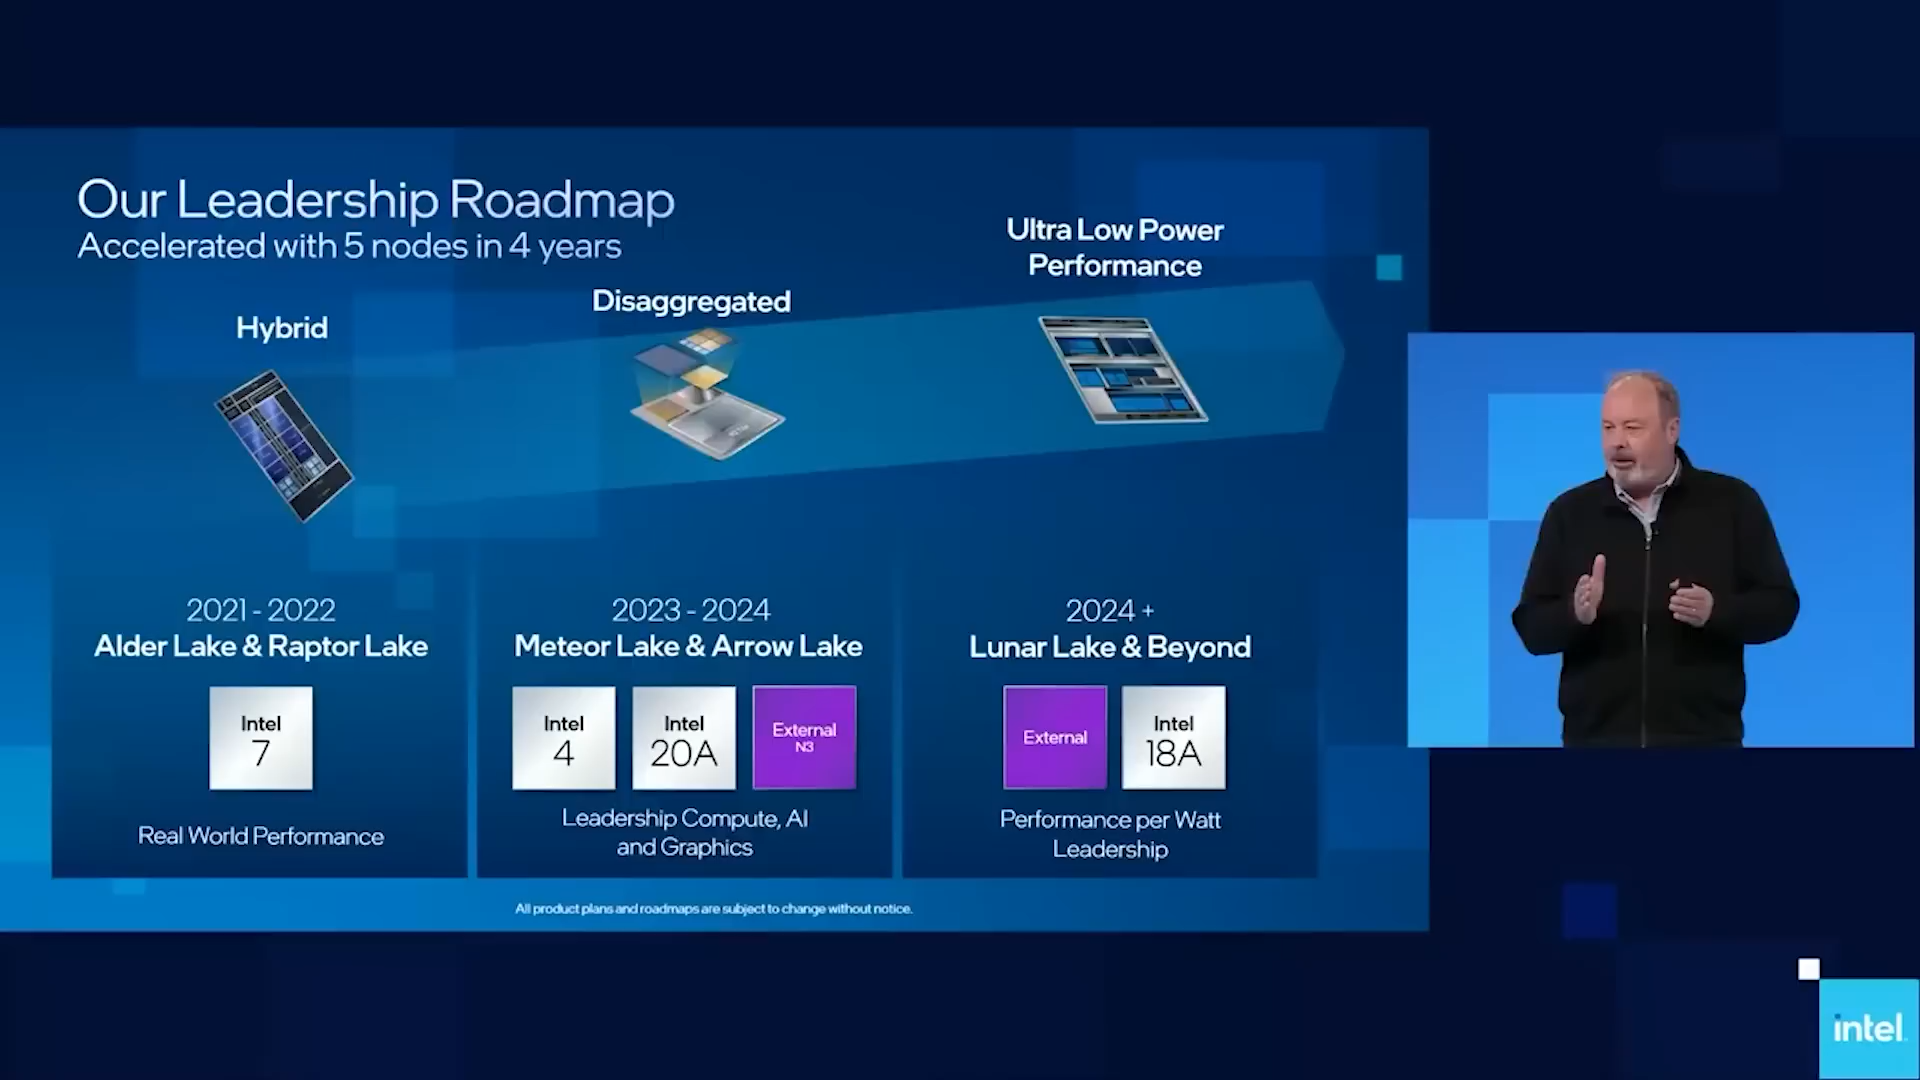 Our Leadership Roadmap
Accelerated with 5 nodes in 4 years
Hybrid
Disaggregated
Ultra Low Power
Performance
2021 - 2022
Alder Lake & Raptor Lake
Intel
7
Real World Performance
2023 - 2024
Meteor Lake & Arrow Lake
Intel
4
Intel
20A
External
N3
Leadership Compute, AI
and Graphics
2024 +
Lunar Lake & Beyond
External
Intel
18A
Performance per Watt
Leadership
All product plans and roadmaps are subject to change without notice.
intel.